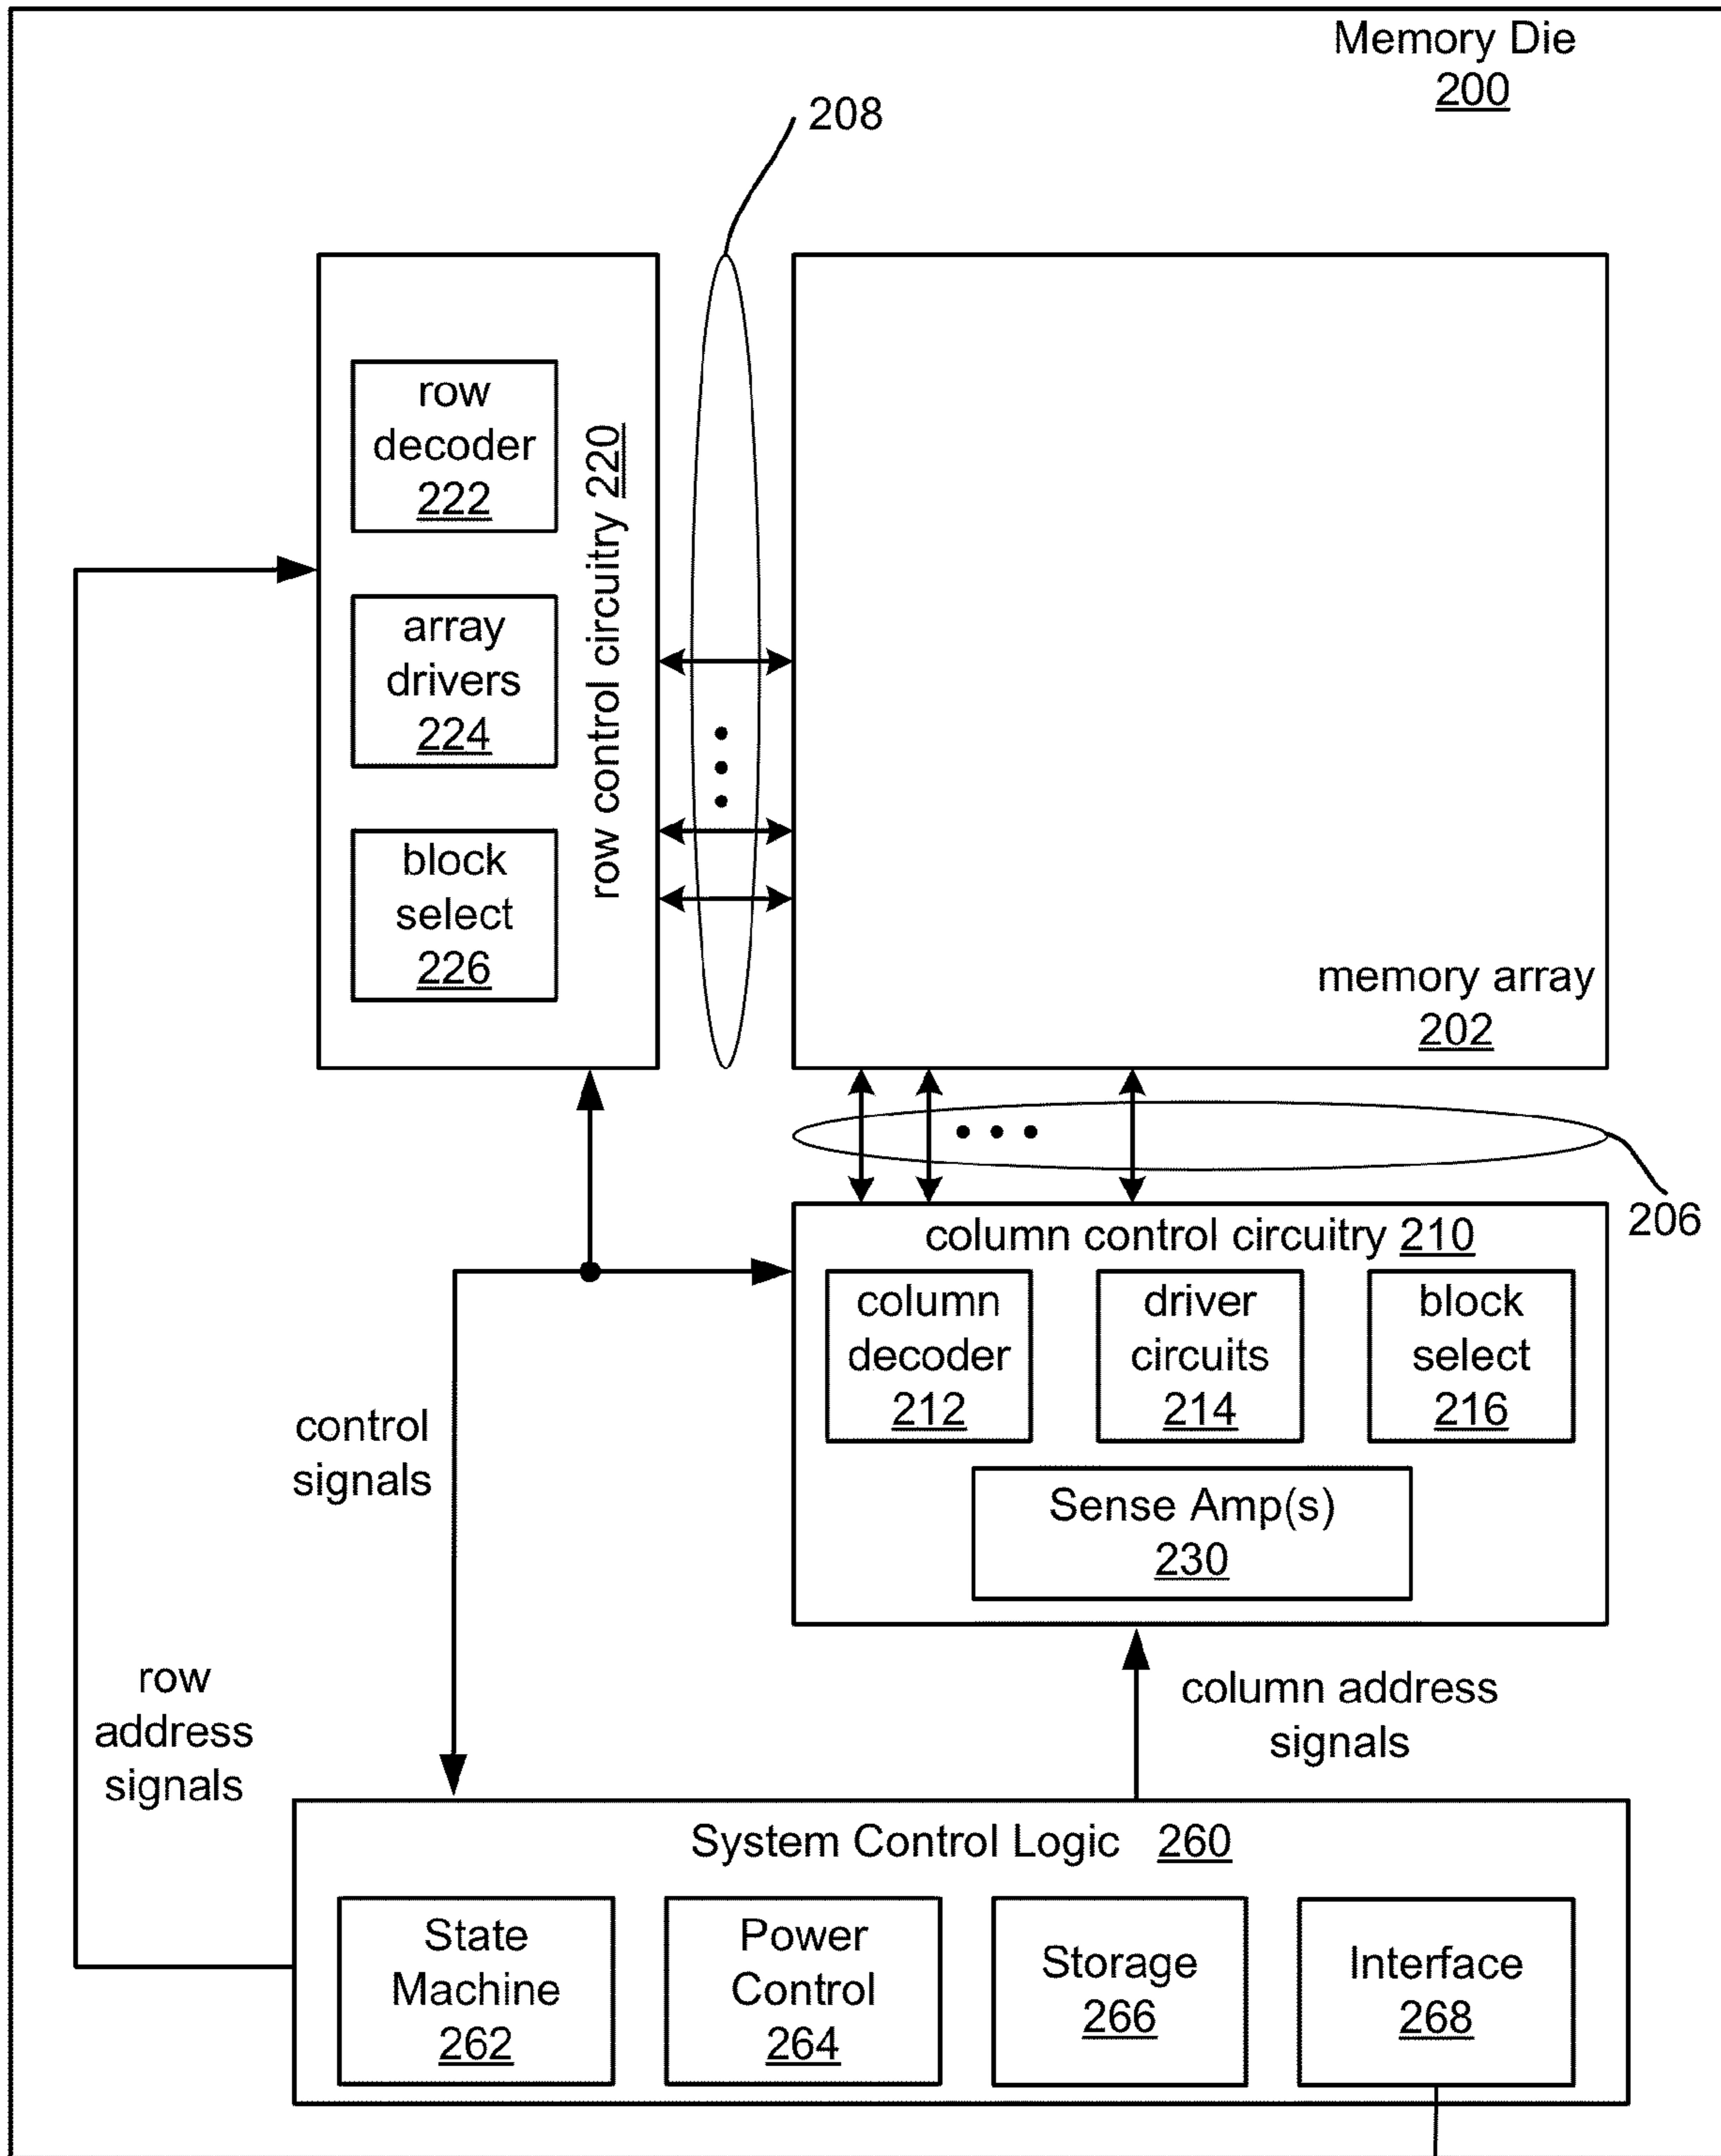 Memory Die
200
208
row
decoder
222
array
drivers
224
block
select
226
row control circuitry 220
memory array
202
206
column control circuitry 210
column
decoder
212
driver
circuits
214
block
select
216
Sense Amp(s)
230
control
signals
row
address
signals
column address
signals
System Control Logic 260
State
Machine
262
Power
Control
264
Storage
266
Interface
268